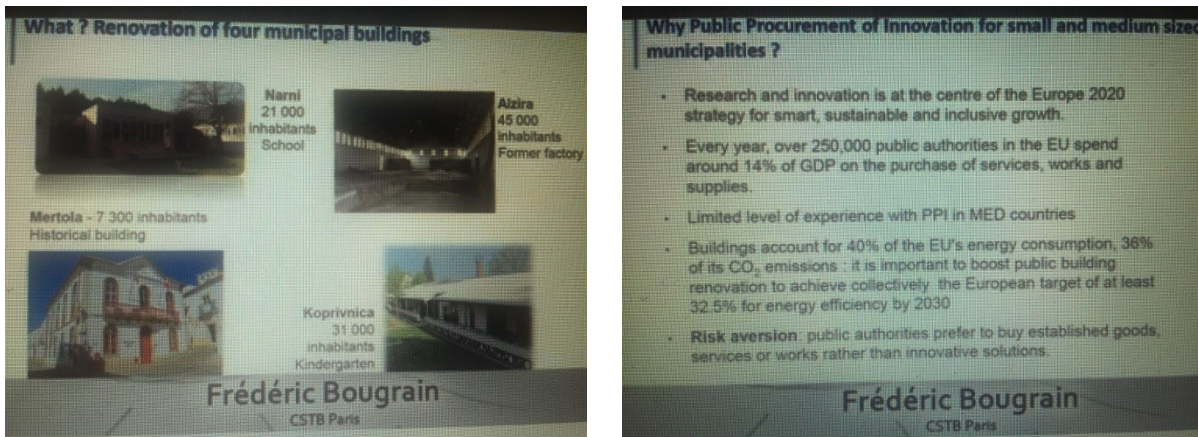 What ? Renovation of four municipal buildings
Narni
21 000
inhabitants
School
Alzira
45 000
inhabitants
Former factory
Mertola - 7 300 inhabitants
Historical building
Koprivnica
31 000
inhabitants
Kindergarten
Frédéric Bougrain
CSTB Paris
Why Public Procurement of Innovation for small and medium sized
municipalities ?
• Research and innovation is at the centre of the Europe 2020
strategy for smart, sustainable and inclusive growth.
• Every year, over 250,000 public authorities in the EU spend
around 14% of GDP on the purchase of services, works and
supplies.
• Limited level of experience with PPI in MED countries
• Buildings account for 40% of the EU's energy consumption, 36%
of its CO₂ emissions : it is important to boost public building
renovation to achieve collectively the European target of at least
32.5% for energy efficiency by 2030
• Risk aversion: public authorities prefer to buy established goods,
services or works rather than innovative solutions.
Frédéric Bougrain
CSTB Paris